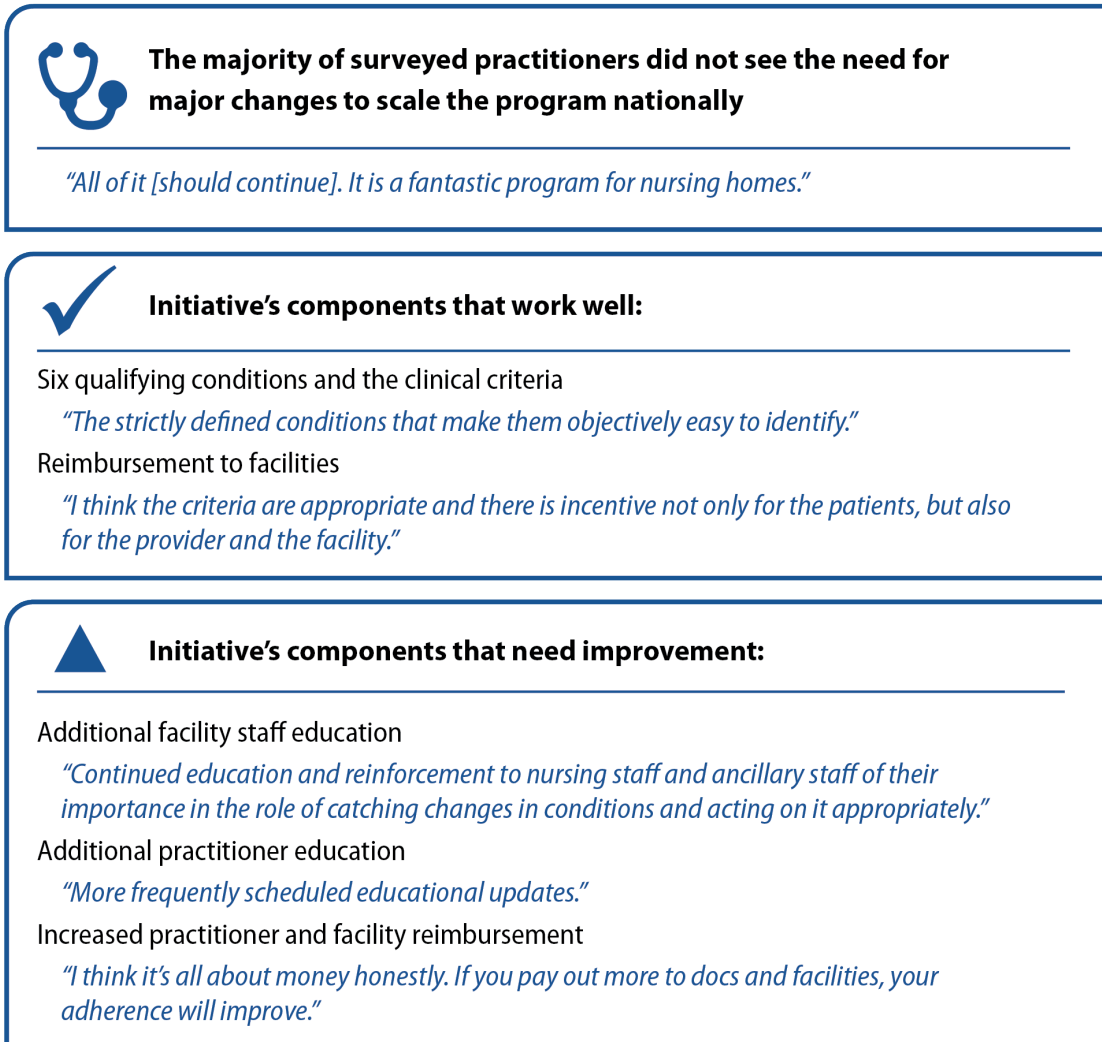 The majority of surveyed practitioners did not see the need for
major changes to scale the program nationally
“All of it [should continue]. It is a fantastic program for nursing homes.”
Initiative’s components that work well:
Six qualifying conditions and the clinical criteria
“The strictly defined conditions that make them objectively easy to identify.”
Reimbursement to facilities
“I think the criteria are appropriate and there is incentive not only for the patients, but also
for the provider and the facility.”
Initiative’s components that need improvement:
Additional facility staff education
“Continued education and reinforcement to nursing staff and ancillary staff of their
importance in the role of catching changes in conditions and acting on it appropriately.”
Additional practitioner education
“More frequently scheduled educational updates.”
Increased practitioner and facility reimbursement
“I think it’s all about money honestly. If you pay out more to docs and facilities, your
adherence will improve.”